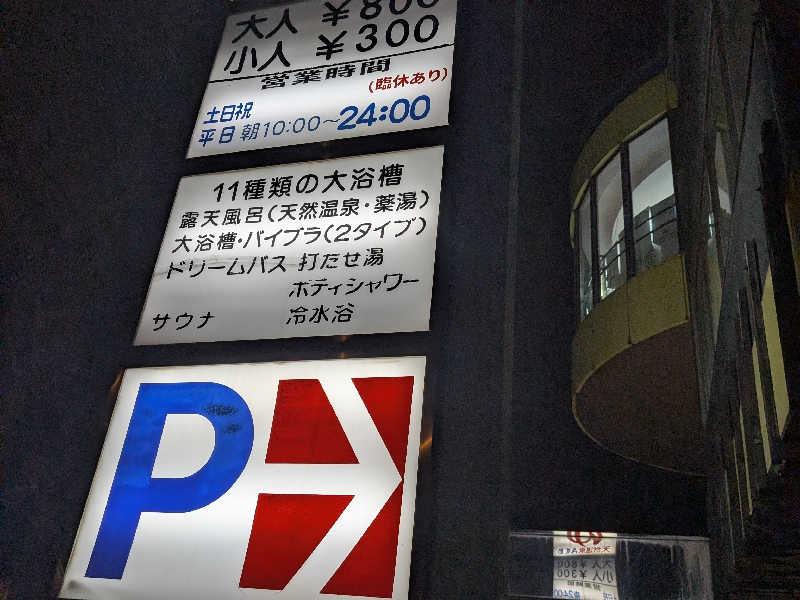 大人 ¥800
小人 ¥300
営業時間
(臨休あり)
土日祝
平日 朝10:00~24:00
11種類の大浴槽
露天風呂(天然温泉・薬湯)
大浴槽・バイブラ(2タイプ)
ドリームバス 打たせ湯
ボディシャワー
サウナ 冷水浴
P